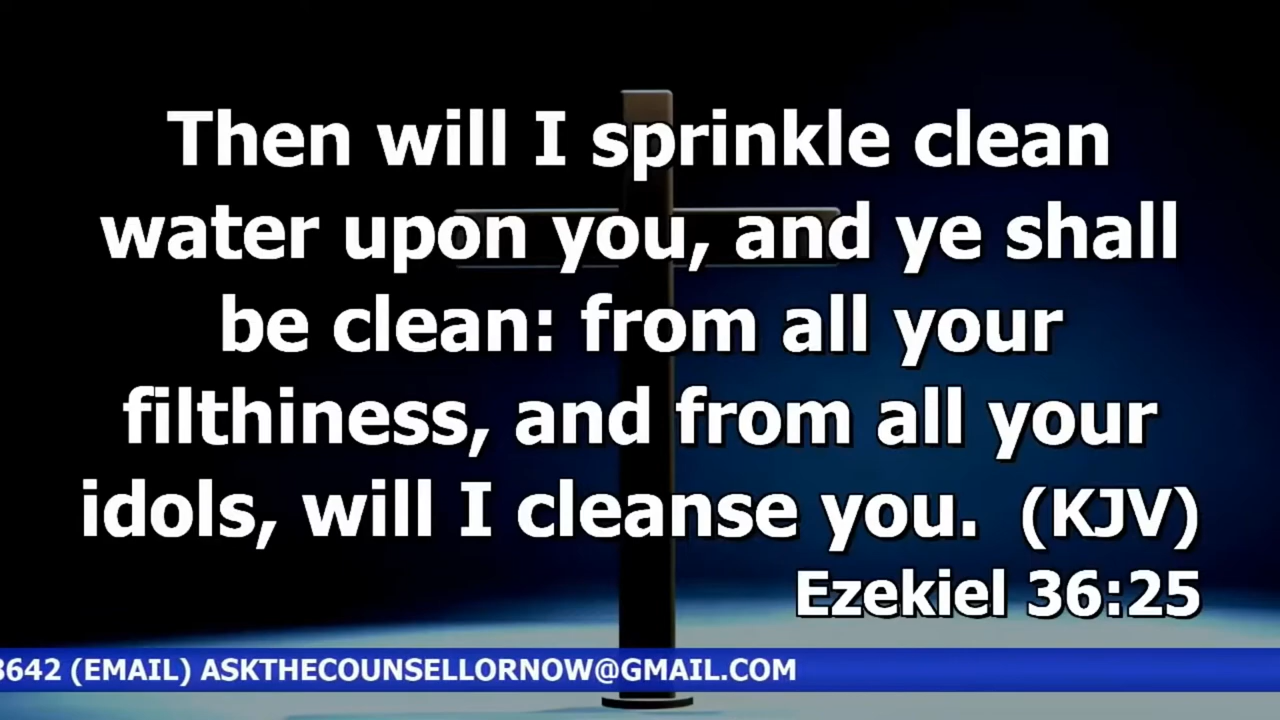 Then will I sprinkle clean
water upon you, and ye shall
be clean: from all your
filthiness, and from all your
idols, will I cleanse you. (KJV)
Ezekiel 36:25
3642 (EMAIL) ASKTHECOUNSELLORNOW@GMAIL.COM